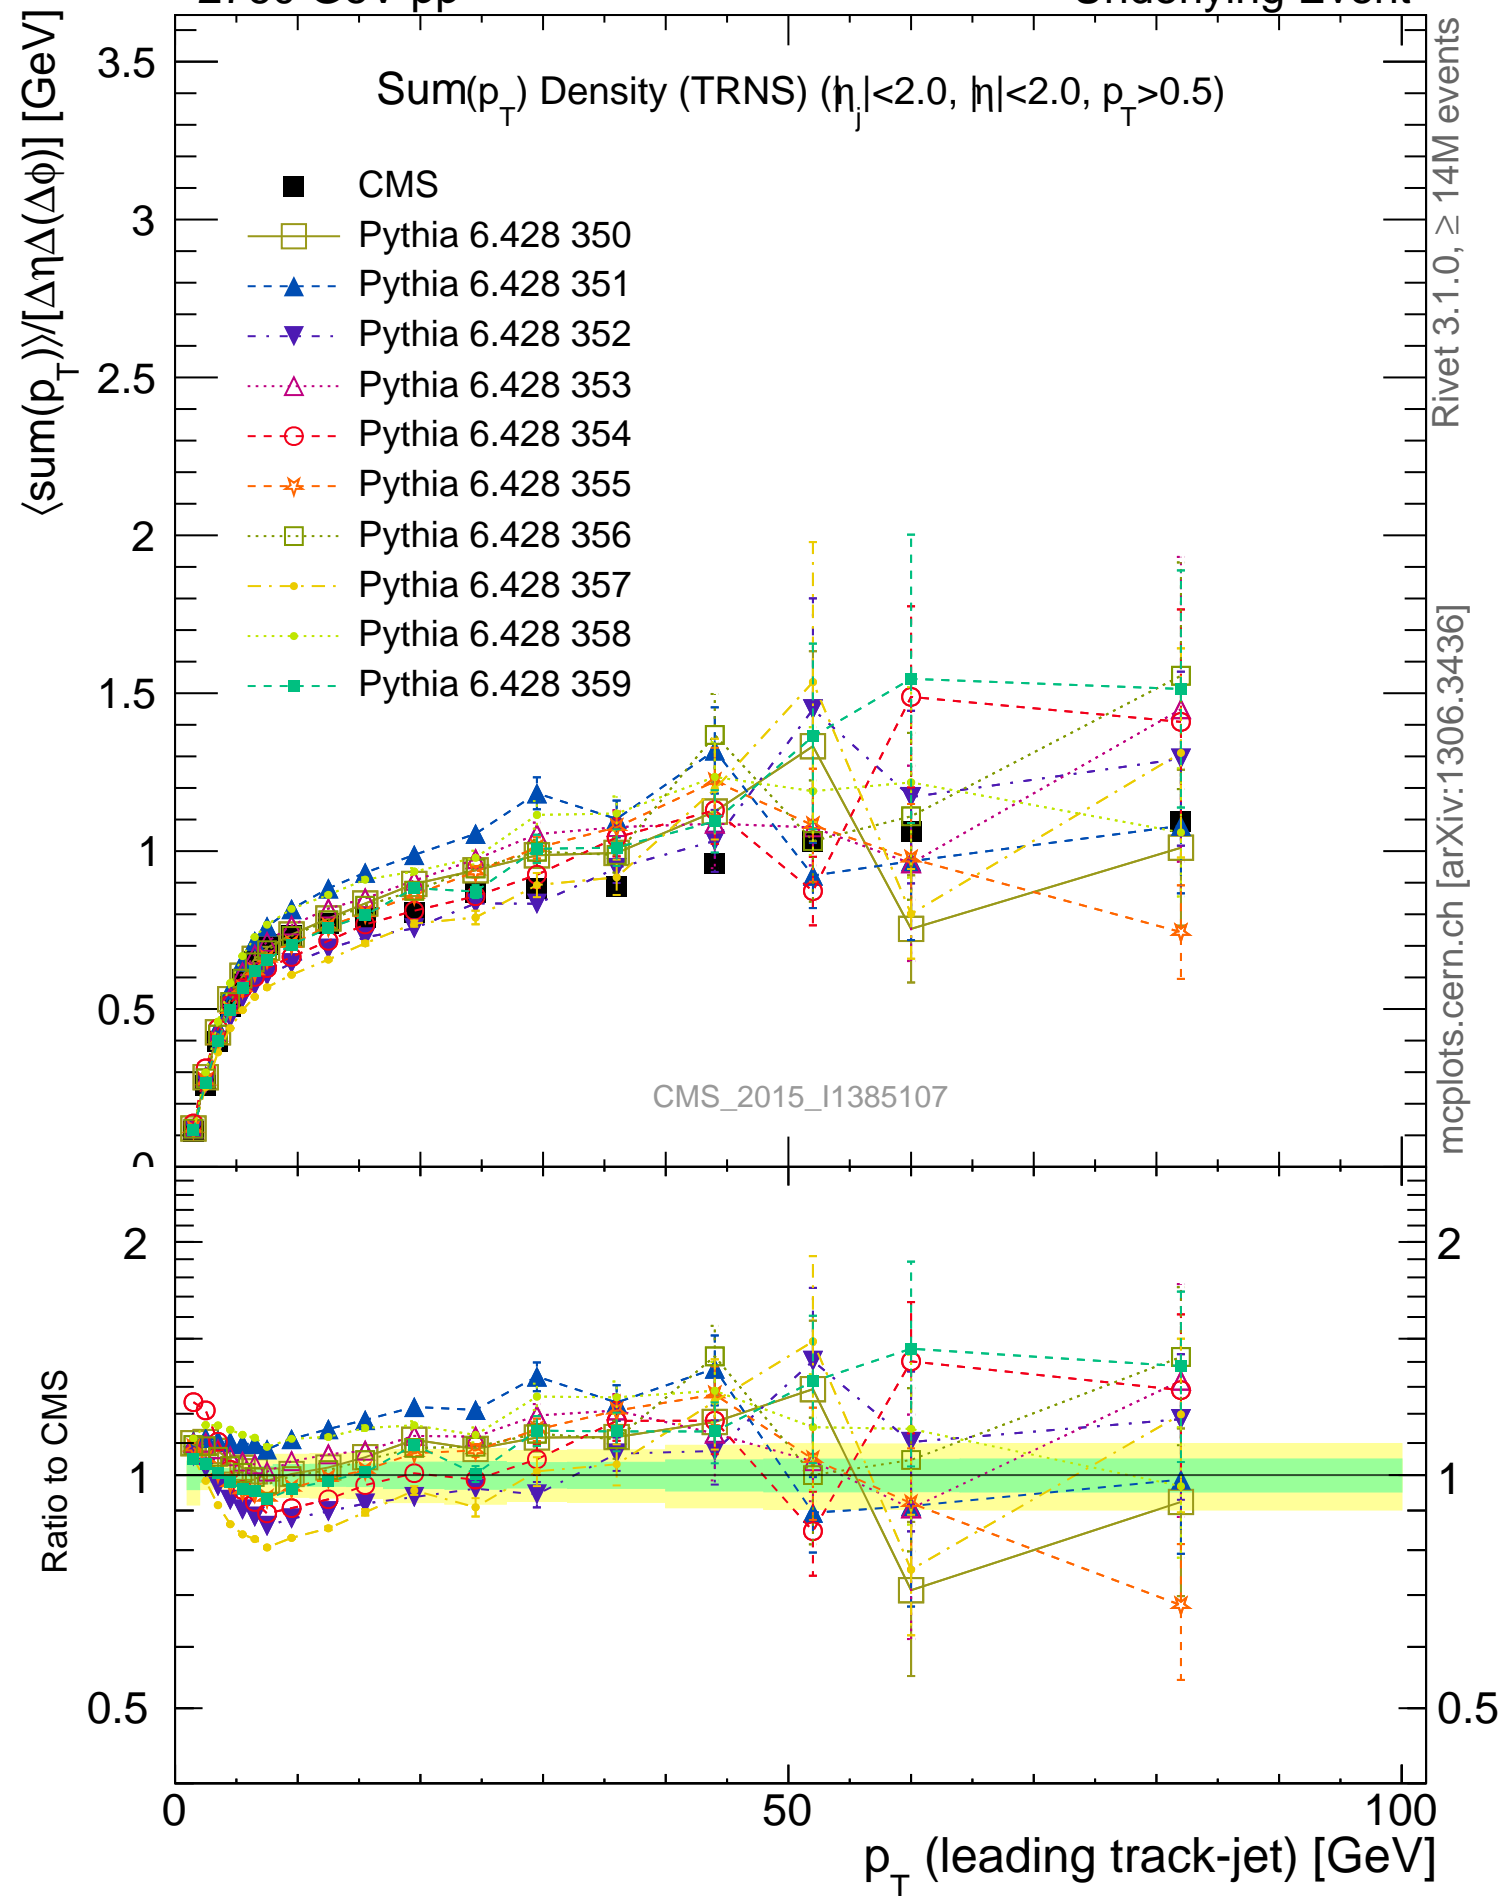 2760 GeV pp Underlying Event
⟨sum(p_T)⟩/[ΔηΔ(Δφ)] [GeV]
Sum(p_T) Density (TRNS) (|η_j|<2.0, |η|<2.0, p_T>0.5)
CMS
Pythia 6.428 350
Pythia 6.428 351
Pythia 6.428 352
Pythia 6.428 353
Pythia 6.428 354
Pythia 6.428 355
Pythia 6.428 356
Pythia 6.428 357
Pythia 6.428 358
Pythia 6.428 359
3.5
3
2.5
2
1.5
1
0.5
0
CMS_2015_I1385107
Rivet 3.1.0, ≥ 14M events
mcplots.cern.ch [arXiv:1306.3436]
Ratio to CMS
2
1
0.5
2
1
0.5
0 50 100
p_T (leading track-jet) [GeV]